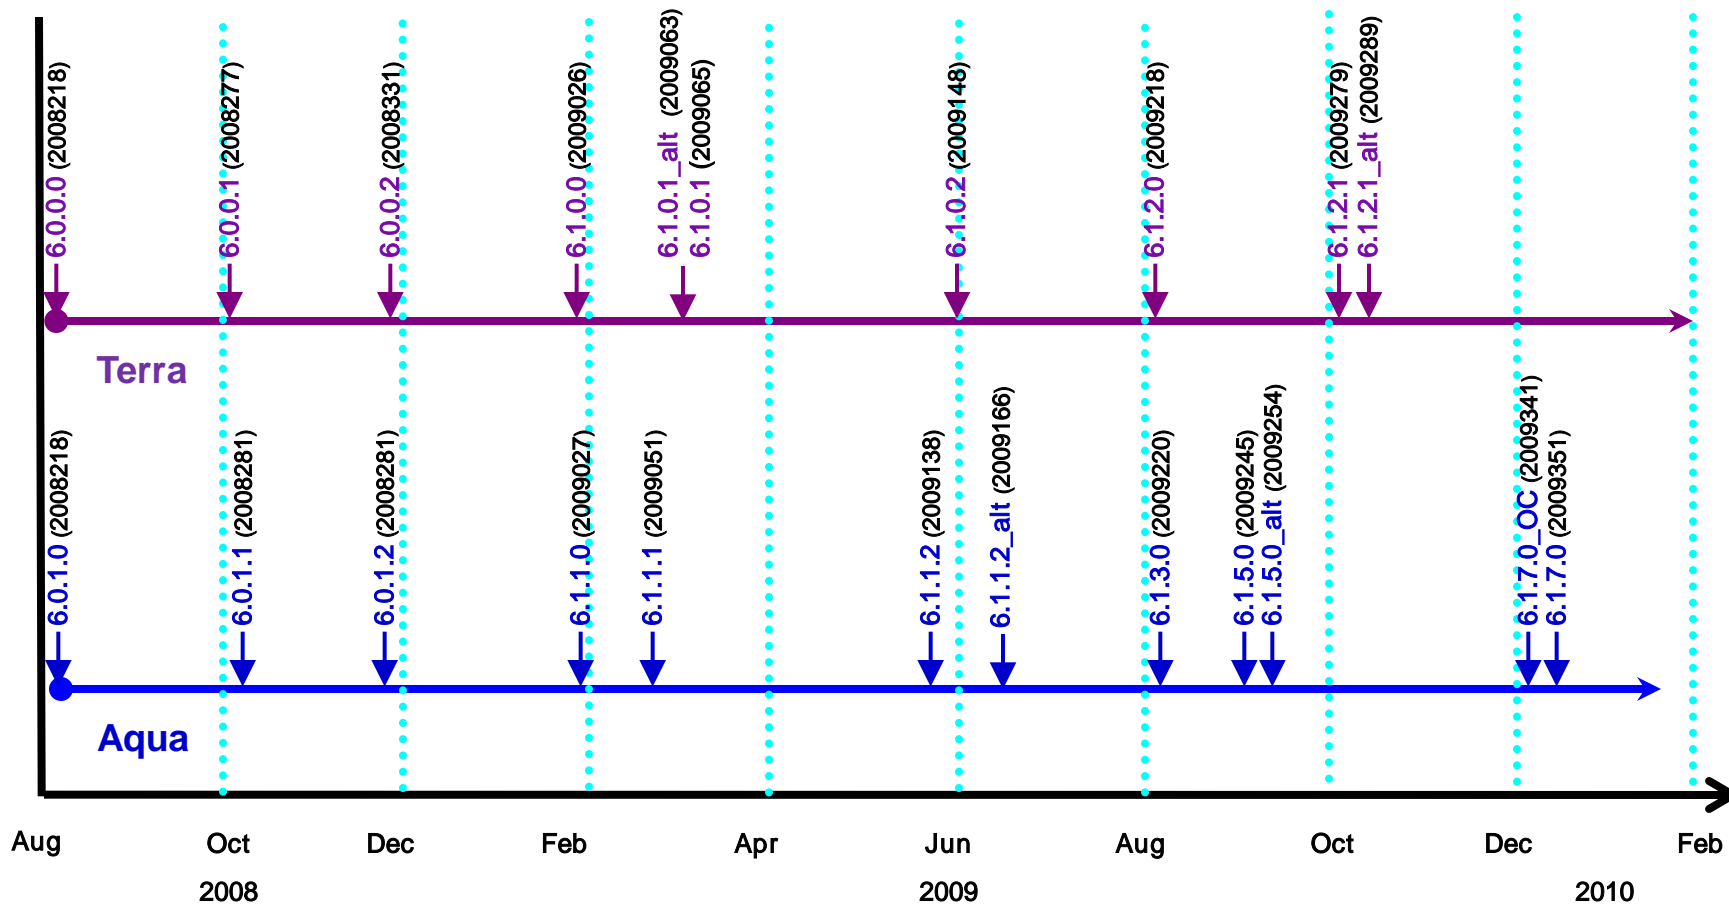 6.0.0.0 (2008218)
6.0.0.1 (2008277)
6.0.0.2 (2008331)
6.1.0.0 (2009026)
6.1.0.1_alt (2009063)
6.1.0.1 (2009065)
6.1.0.2 (2009148)
6.1.2.0 (2009218)
6.1.2.1 (2009279)
6.1.2.1_alt (2009289)
Terra
6.0.1.0 (2008218)
6.0.1.1 (2008281)
6.0.1.2 (2008281)
6.1.1.0 (2009027)
6.1.1.1 (2009051)
6.1.1.2 (2009138)
6.1.1.2_alt (2009166)
6.1.3.0 (2009220)
6.1.5.0 (2009245)
6.1.5.0_alt (2009254)
6.1.7.0_OC (2009341)
6.1.7.0 (2009351)
Aqua
Aug Oct Dec Feb Apr Jun Aug Oct Dec Feb
2008 2009 2010